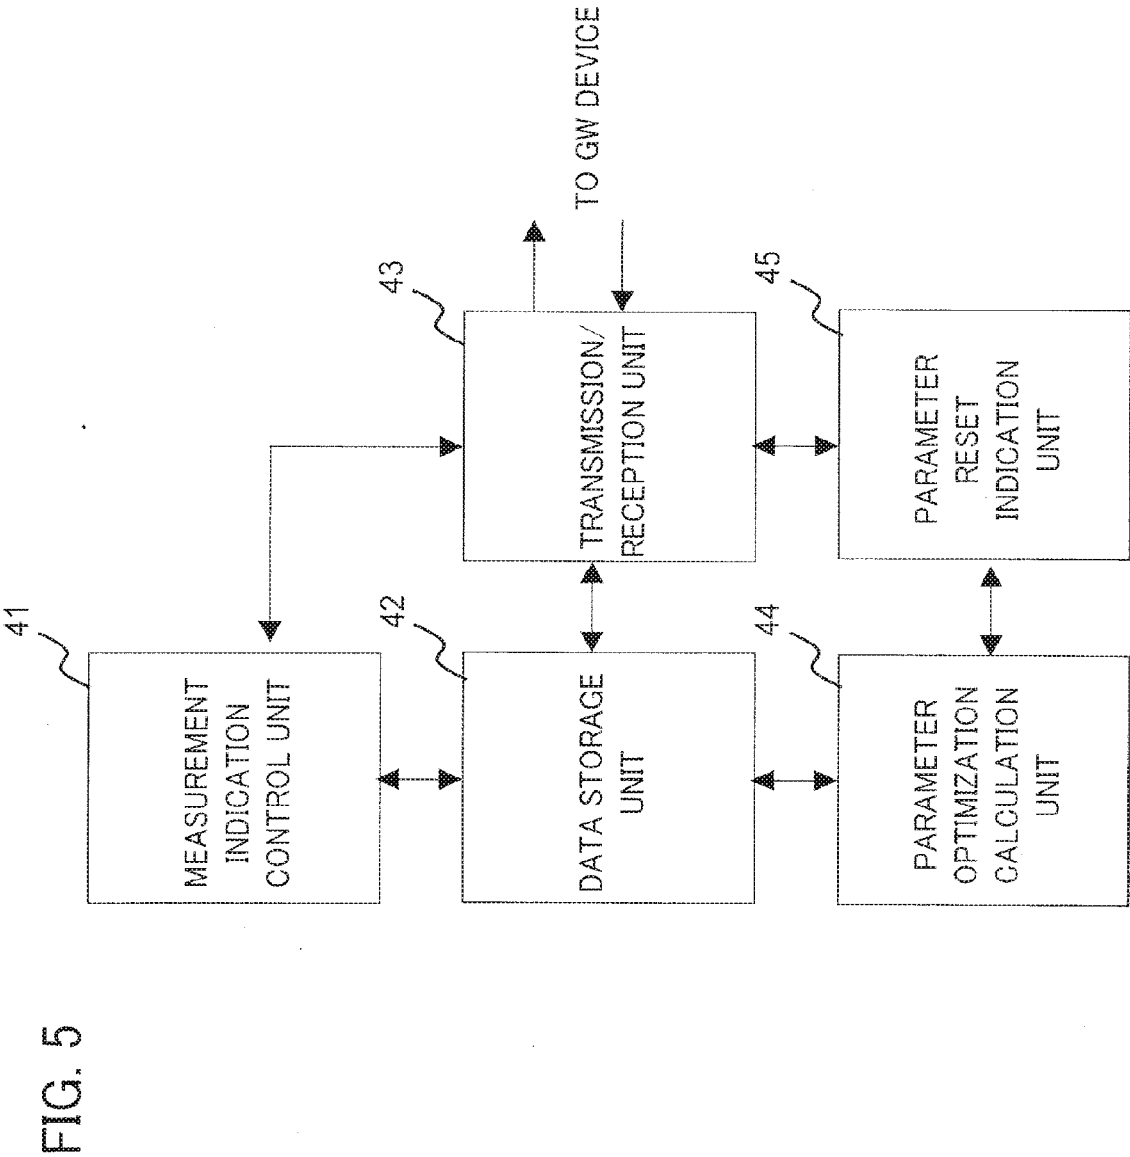 FIG. 5
41
MEASUREMENT
INDICATION
CONTROL UNIT
42
DATA STORAGE
UNIT
43
TRANSMISSION/
RECEPTION UNIT
TO GW DEVICE
44
PARAMETER
OPTIMIZATION
CALCULATION
UNIT
45
PARAMETER
RESET
INDICATION
UNIT